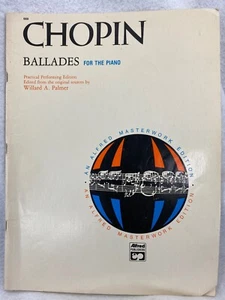 CHOPIN
BALLADES FOR THE PIANO
Practical Performing Edition
Edited from the original sources by
Willard A. Palmer
AN ALFRED MASTERWORK EDITION
AN ALFRED MASTERWORK EDITION
Alfred